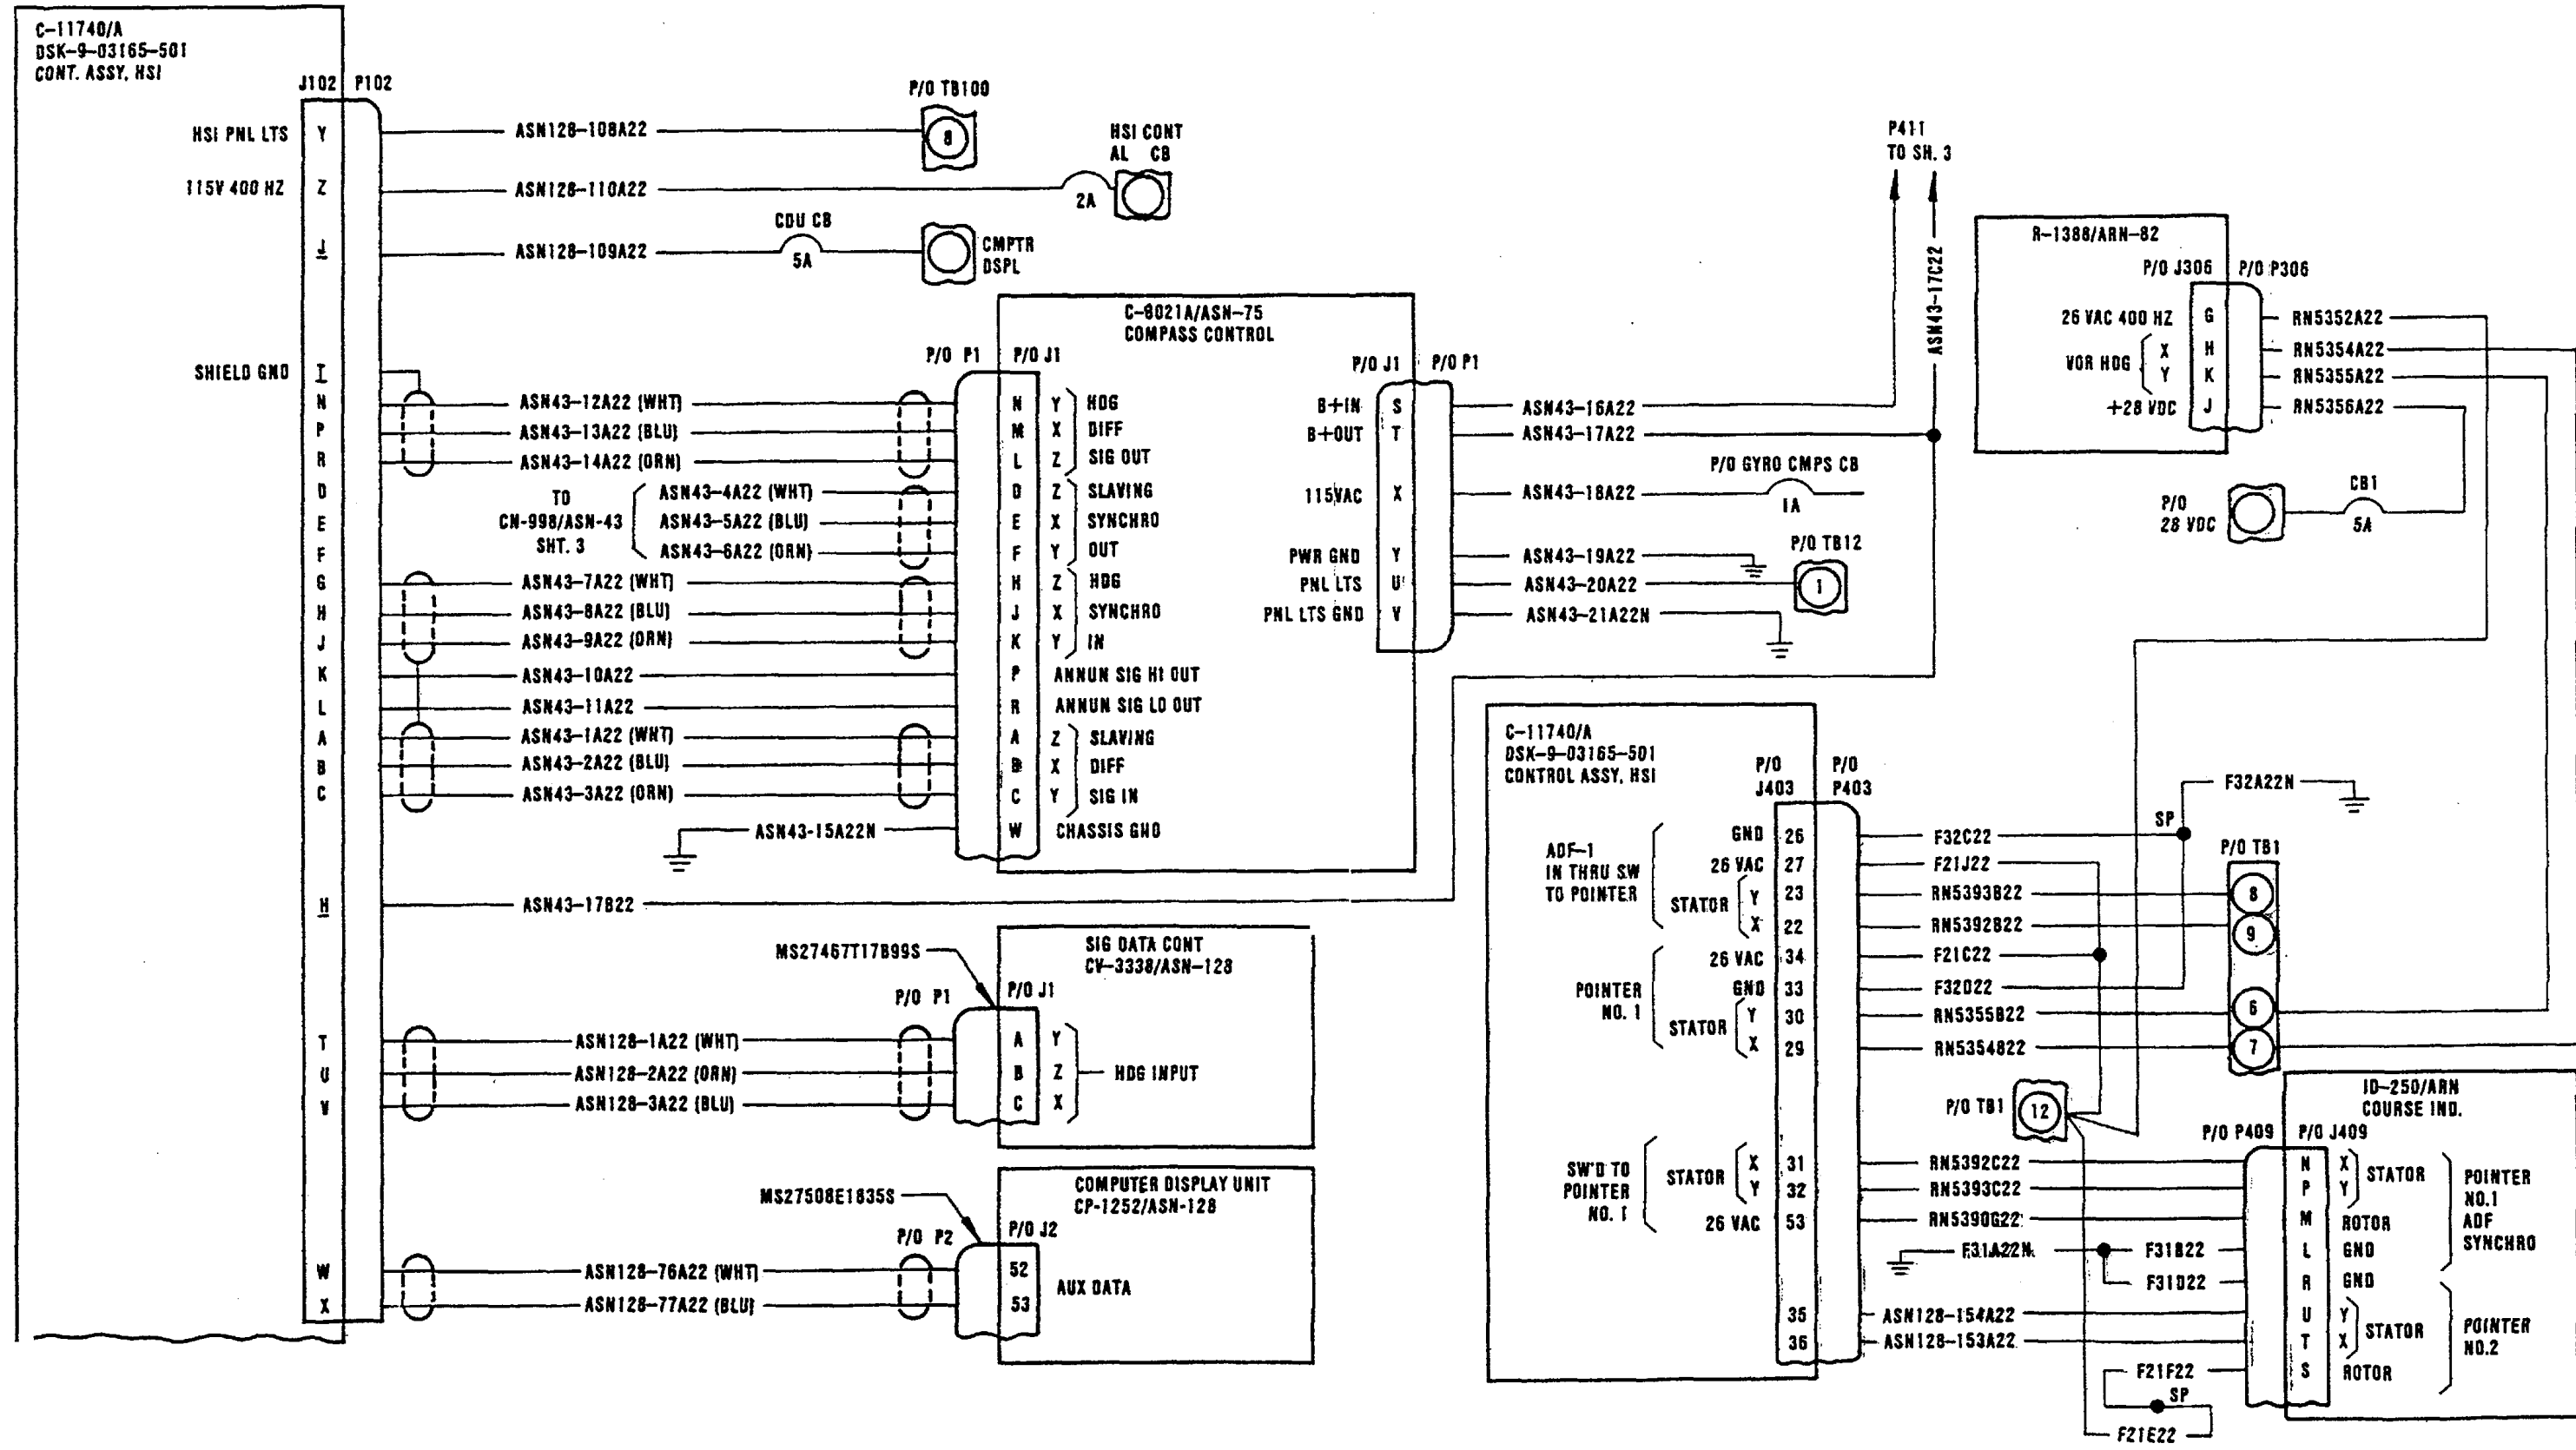 C-11740/A
DSK-9-03165-501
CONT. ASSY, HSI
J102 P102
HSI PNL LTS Y ASN128-108A22
P/O TB100
8
115V 400 HZ Z ASN128-110A22 2A
HSI CONT
AL CB
J ASN128-109A22
CDU CB
5A
CMPTR
DSPL
SHIELD GND I
N ASN43-12A22 (WHT)
P ASN43-13A22 (BLU)
R ASN43-14A22 (ORN)
D ASN43-4A22 (WHT)
E ASN43-5A22 (BLU)
F ASN43-6A22 (ORN)
TO
CN-998/ASN-43
SHT. 3
G ASN43-7A22 (WHT)
H ASN43-8A22 (BLU)
J ASN43-9A22 (ORN)
K ASN43-10A22
L ASN43-11A22
A ASN43-1A22 (WHT)
B ASN43-2A22 (BLU)
C ASN43-3A22 (ORN)
ASN43-15A22N
H ASN43-17B22
C-8021A/ASN-75
COMPASS CONTROL
P/O P1 P/O J1
N Y HDG
M X DIFF
L Z SIG OUT
D Z SLAVING
E X SYNCHRO
F Y OUT
H Z HDG
J X SYNCHRO
K Y IN
P ANNUN SIG HI OUT
R ANNUN SIG LO OUT
A Z SLAVING
B X DIFF
C Y SIG IN
W CHASSIS GND
P/O J1 P/O P1
B+IN S ASN43-16A22
B+OUT T ASN43-17A22
115VAC X ASN43-18A22
P/O GYRO CMPS CB
1A
PWR GND Y ASN43-19A22
PNL LTS U ASN43-20A22
PNL LTS GND V ASN43-21A22N
P/O TB12
1
P411
TO SH. 3
ASN43-17C22
MS27467T17B99S
SIG DATA CONT
CV-3338/ASN-128
P/O P1 P/O J1
T ASN128-1A22 (WHT) A Y
U ASN128-2A22 (ORN) B Z HDG INPUT
V ASN128-3A22 (BLU) C X
MS27508E1835S
COMPUTER DISPLAY UNIT
CP-1252/ASN-128
P/O P2 P/O J2
W ASN128-76A22 (WHT) 52
X ASN128-77A22 (BLU) 53
AUX DATA
R-1388/ARN-82
P/O J306 P/O P306
26 VAC 400 HZ G RN5352A22
VOR HDG X H RN5354A22
Y K RN5355A22
+28 VDC J RN5356A22
P/O
28 VDC
CB1
5A
C-11740/A
DSK-9-03165-501
CONTROL ASSY, HSI
P/O
J403
P/O
P403
ADF-1
IN THRU SW
TO POINTER
GND 26 F32C22
26 VAC 27 F21J22
STATOR Y 23 RN5393B22
X 22 RN5392B22
POINTER
NO. 1
26 VAC 34 F21C22
GND 33 F32D22
STATOR Y 30 RN5355B22
X 29 RN5354B22
SP
F32A22N
P/O TB1
8
9
6
7
P/O TB1 12
SW'D TO
POINTER
NO. 1
STATOR X 31 RN5392C22
Y 32 RN5393C22
26 VAC 53 RN5390G22
F31A22N F31B22
F31D22
35 ASN128-154A22
36 ASN128-153A22
F21F22
SP
F21E22
ID-250/ARN
COURSE IND.
P/O P409 P/O J409
N X
P Y
STATOR
M ROTOR
L GND
POINTER
NO.1
ADF
SYNCHRO
R GND
U Y
T X
STATOR
S ROTOR
POINTER
NO.2